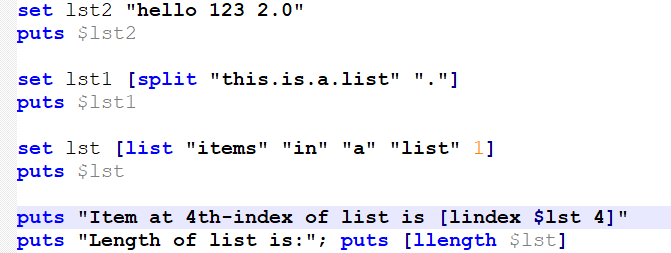 set lst2 "hello 123 2.0"
puts $lst2
set lst1 [split "this.is.a.list" "."]
puts $lst1
set lst [list "items" "in" "a" "list" 1]
puts $lst
puts "Item at 4th-index of list is [lindex $lst 4]"
puts "Length of list is:"; puts [llength $lst]